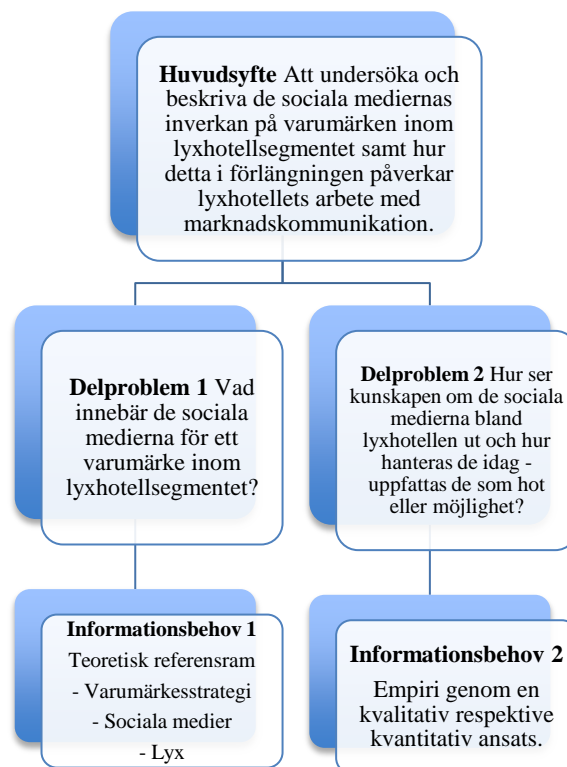 Huvudsyfte Att undersöka och
beskriva de sociala mediernas
inverkan på varumärken inom
lyxhotellsegmentet samt hur
detta i förlängningen påverkar
lyxhotellets arbete med
marknadskommunikation.
Delproblem 1 Vad
innebär de sociala
medierna för ett
varumärke inom
lyxhotellsegmentet?
Delproblem 2 Hur ser
kunskapen om de sociala
medierna bland
lyxhotellen ut och hur
hanteras de idag -
uppfattas de som hot
eller möjlighet?
Informationsbehov 1
Teoretisk referensram
- Varumärkesstrategi
- Sociala medier
- Lyx
Informationsbehov 2
Empiri genom en
kvalitativ respektive
kvantitativ ansats.